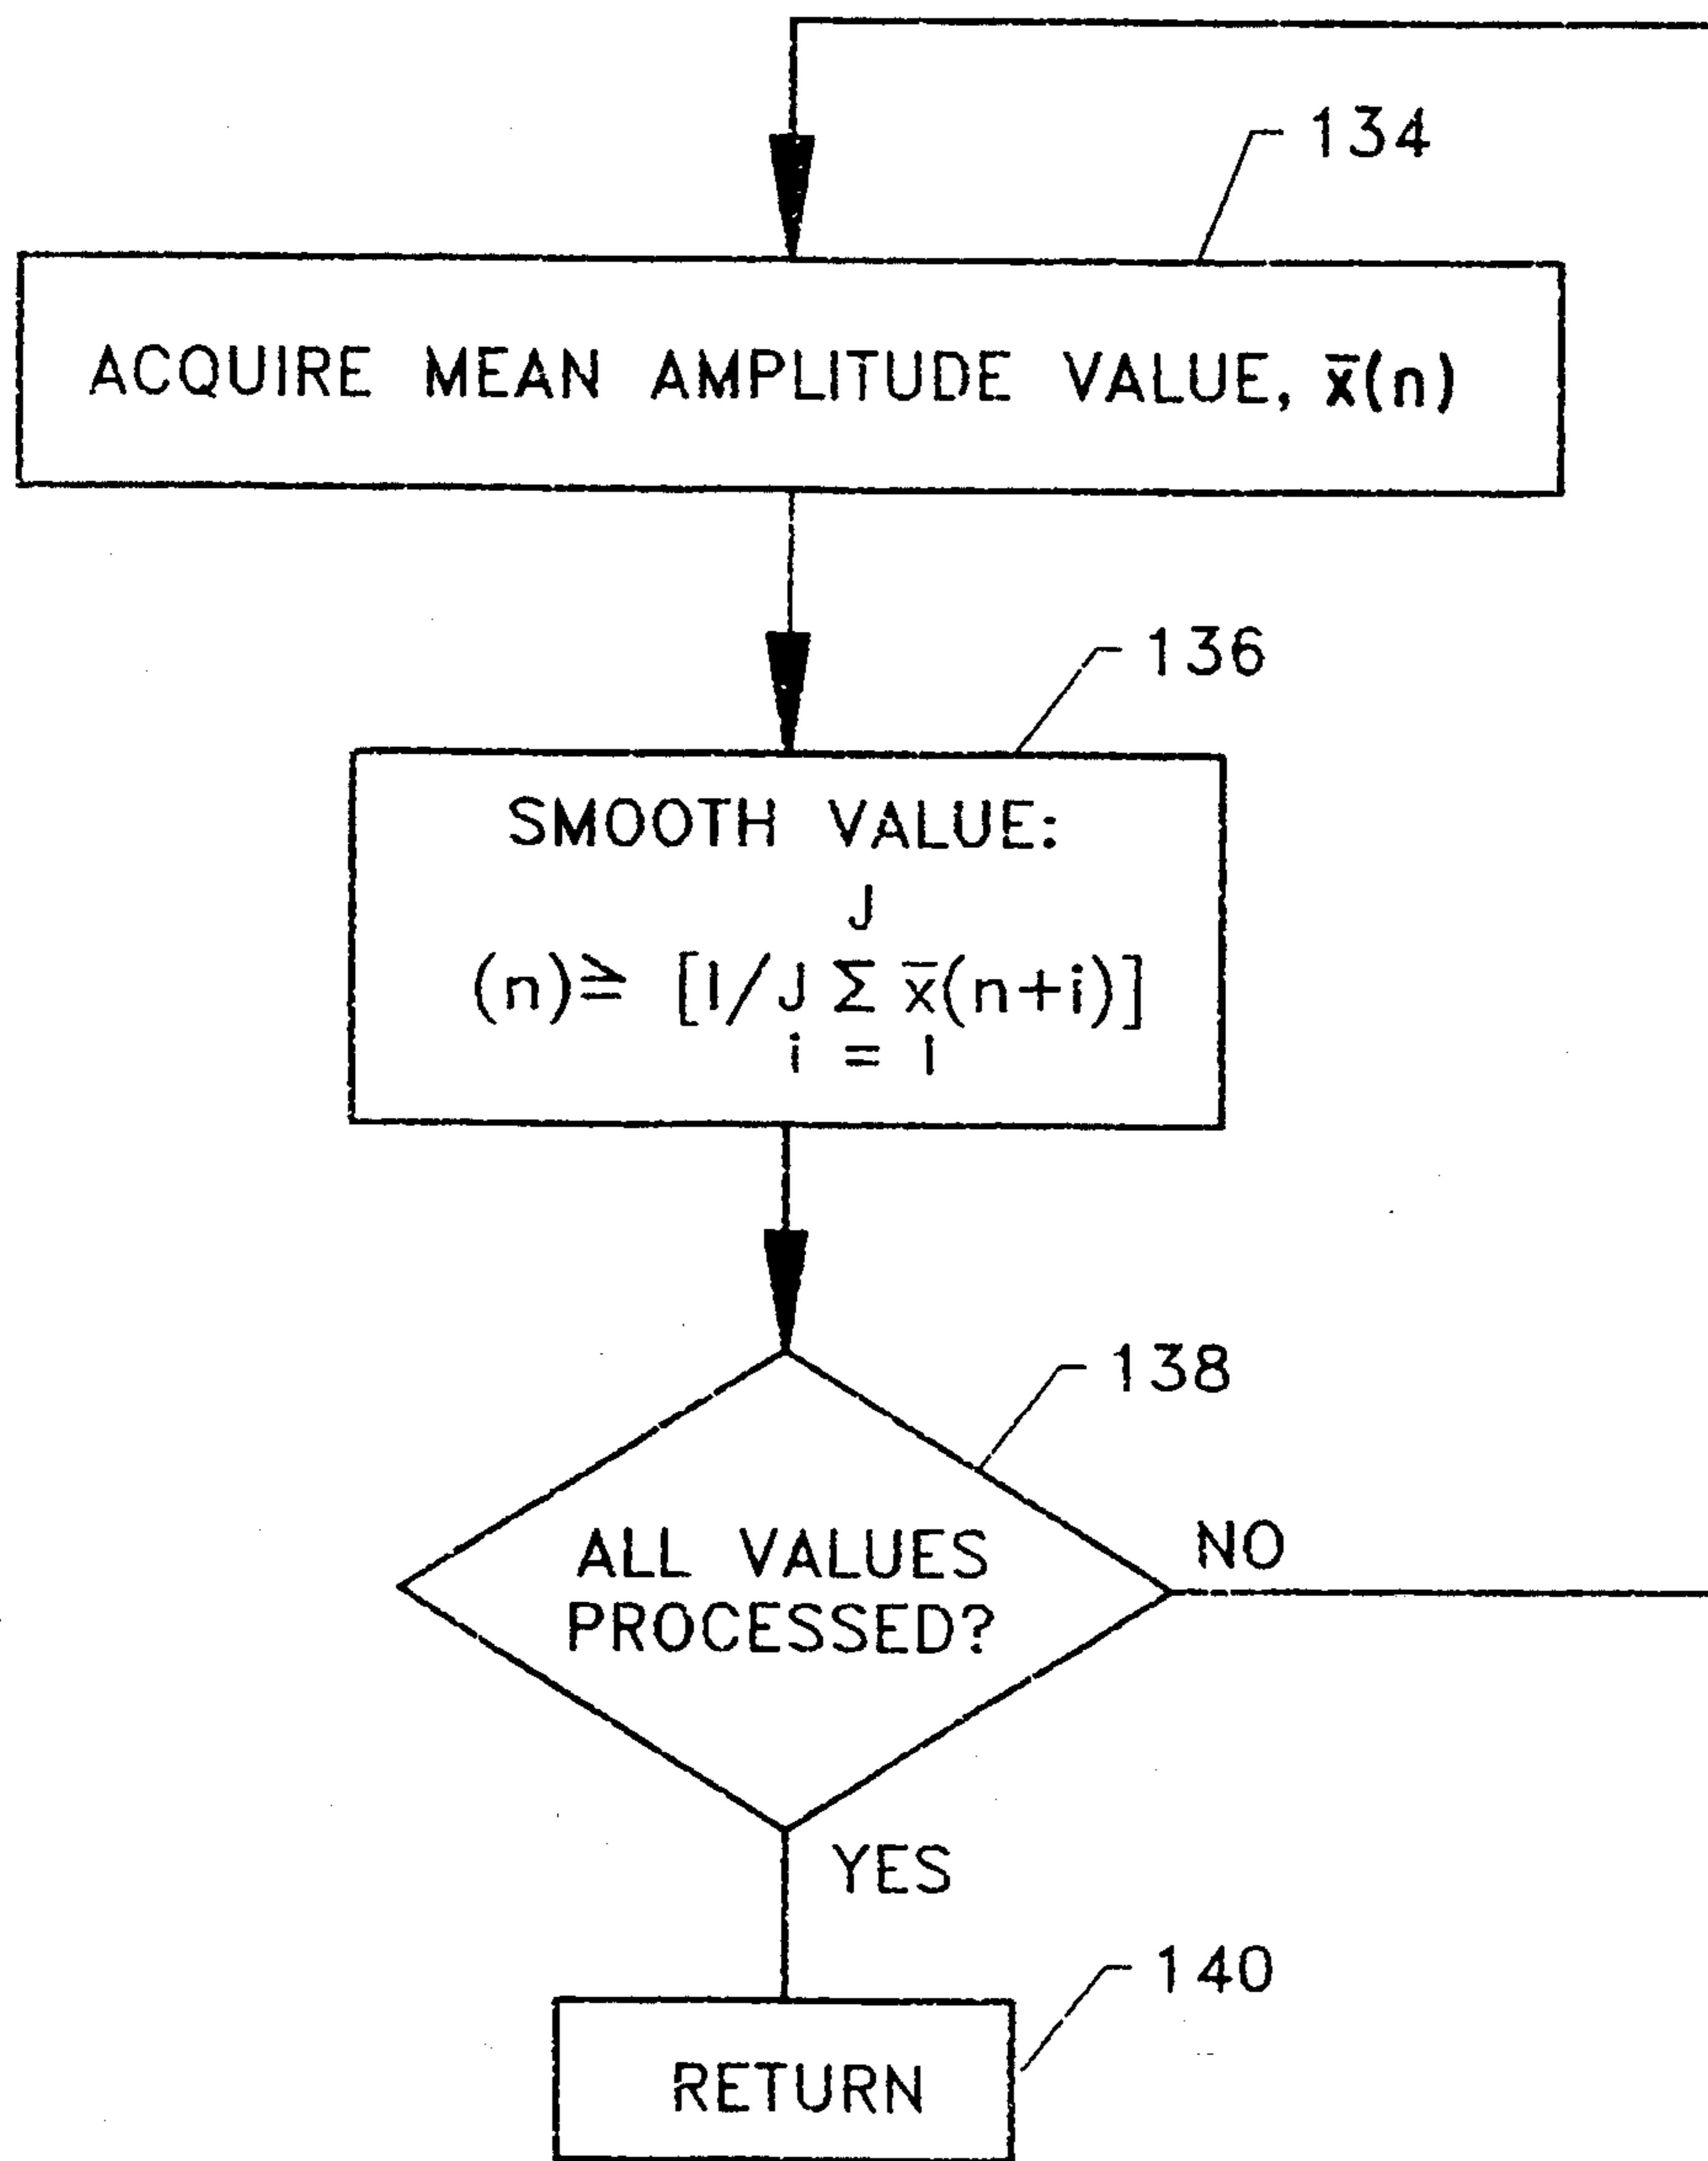 134
ACQUIRE MEAN AMPLITUDE VALUE, x̄(n)
136
SMOOTH VALUE:
J
(n)≧ [1/J Σ x̄(n+i)]
i = 1
138
ALL VALUES
PROCESSED?
NO
YES
140
RETURN